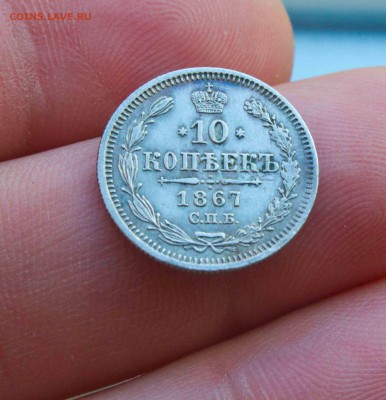 COINS.LAVE.RU
* 10 *
КОПѢЕКЪ
1867
С.П.Б.